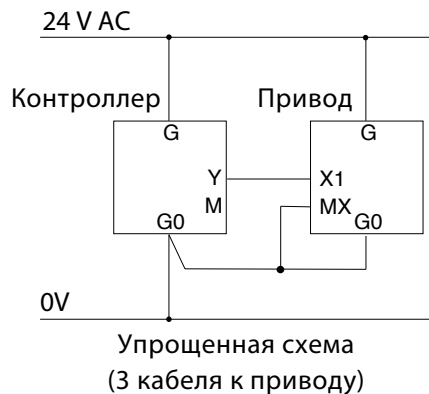 24 V AC
Контроллер Привод
G G
Y X1
M MX
G0 G0
0V
Упрощенная схема
(3 кабеля к приводу)